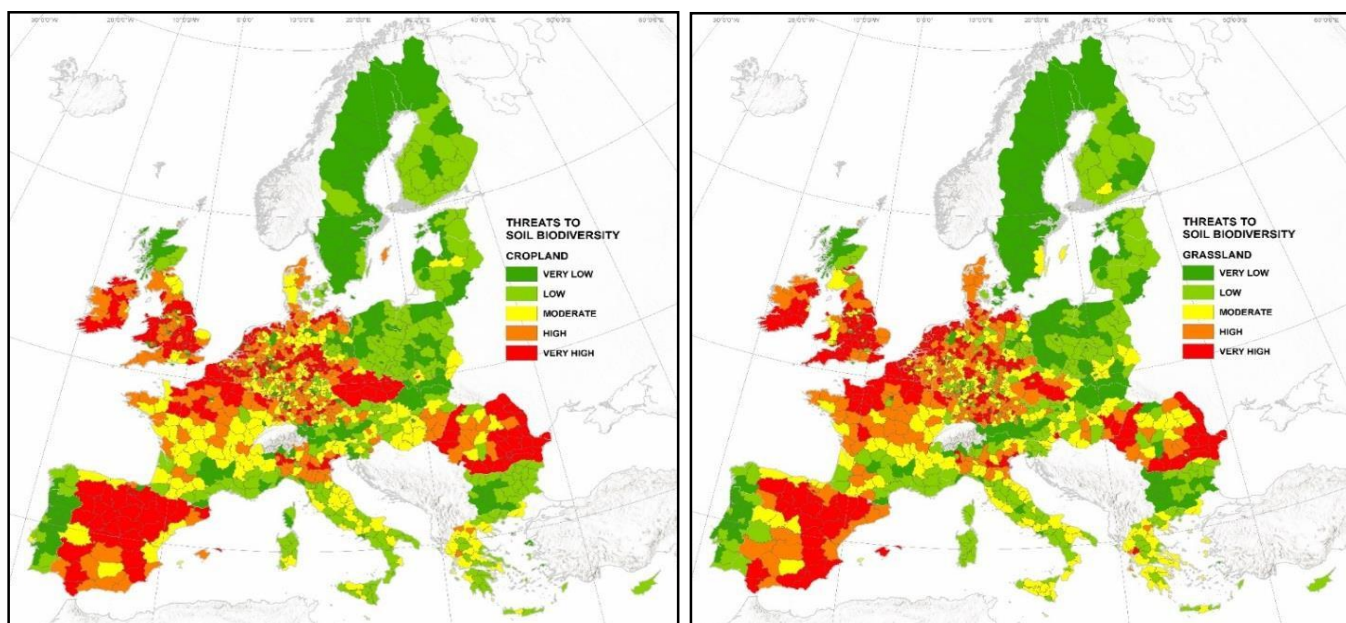 THREATS TO
SOIL BIODIVERSITY
CROPLAND
VERY LOW
LOW
MODERATE
HIGH
VERY HIGH
THREATS TO
SOIL BIODIVERSITY
GRASSLAND
VERY LOW
LOW
MODERATE
HIGH
VERY HIGH